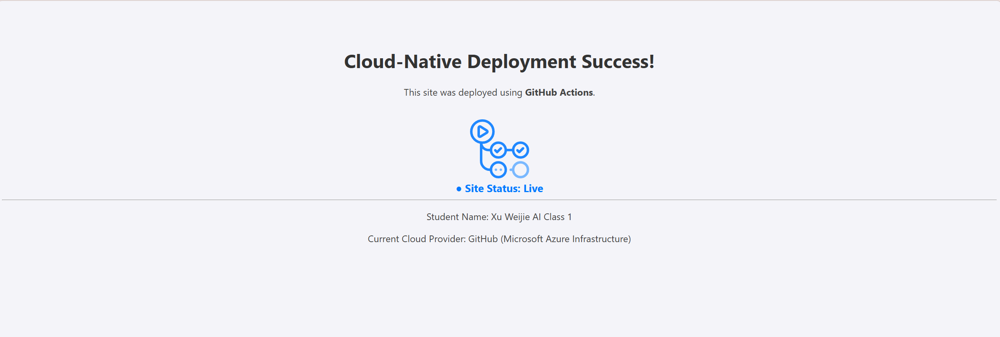 Cloud-Native Deployment Success!
This site was deployed using GitHub Actions.
● Site Status: Live
Student Name: Xu Weijie AI Class 1
Current Cloud Provider: GitHub (Microsoft Azure Infrastructure)